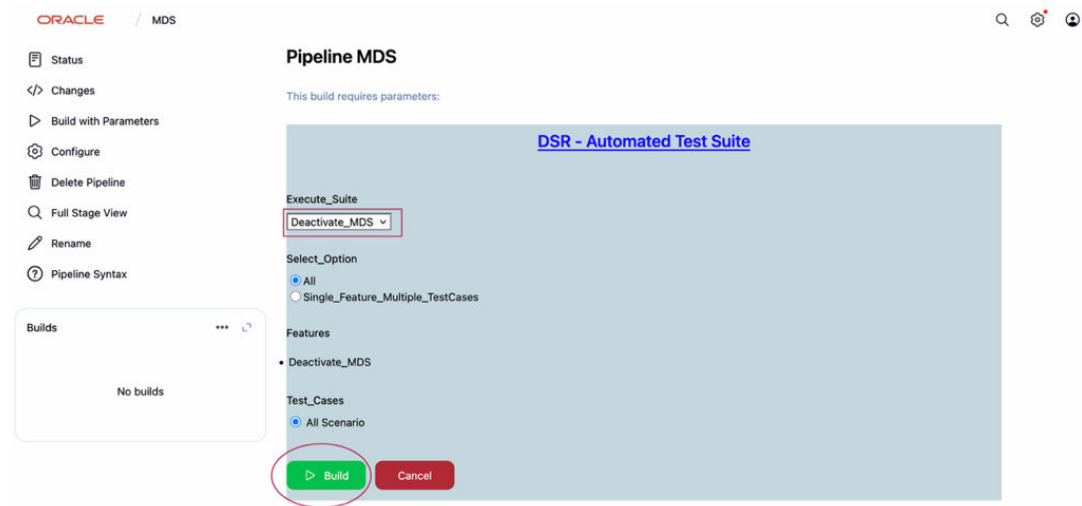 ORACLE / MDS
Status
Changes
Build with Parameters
Configure
Delete Pipeline
Full Stage View
Rename
Pipeline Syntax
Builds
No builds
Pipeline MDS
This build requires parameters:
DSR - Automated Test Suite
Execute_Suite
Deactivate_MDS
Select_Option
All
Single_Feature_Multiple_TestCases
Features
• Deactivate_MDS
Test_Cases
All Scenario
Build Cancel